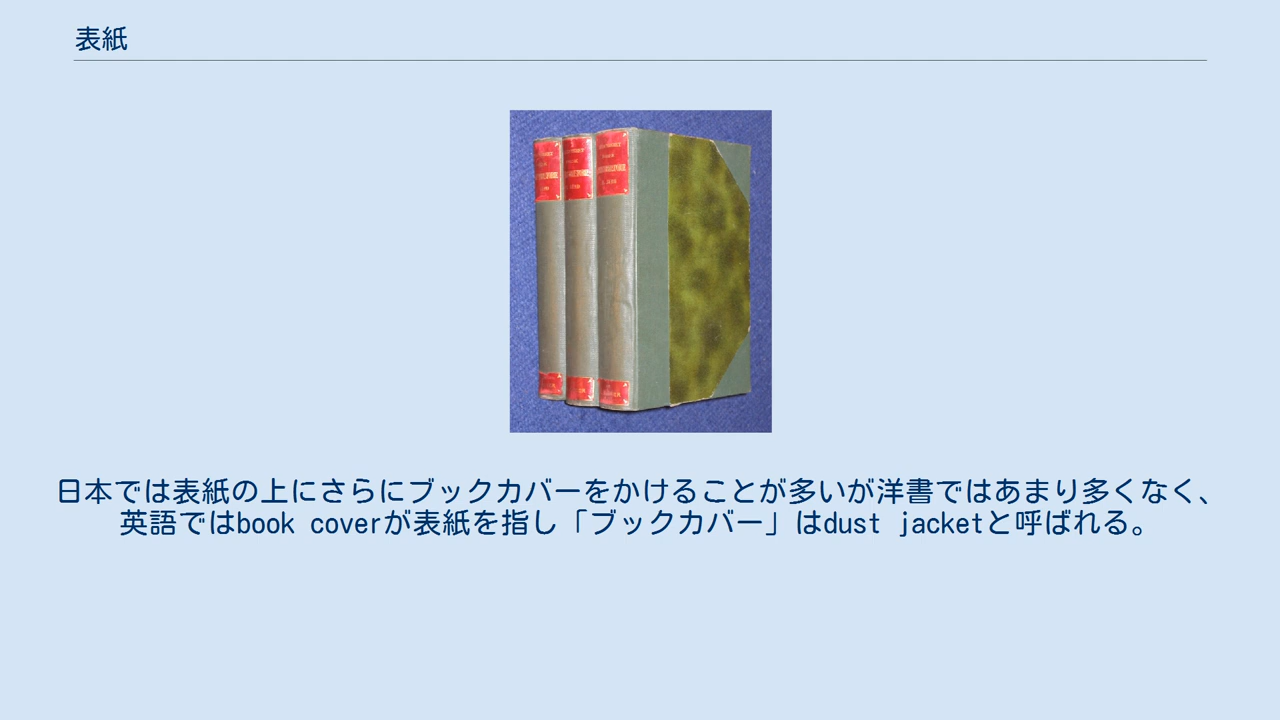 表紙
日本では表紙の上にさらにブックカバーをかけることが多いが洋書ではあまり多くなく、
英語ではbook coverが表紙を指し「ブックカバー」はdust jacketと呼ばれる。